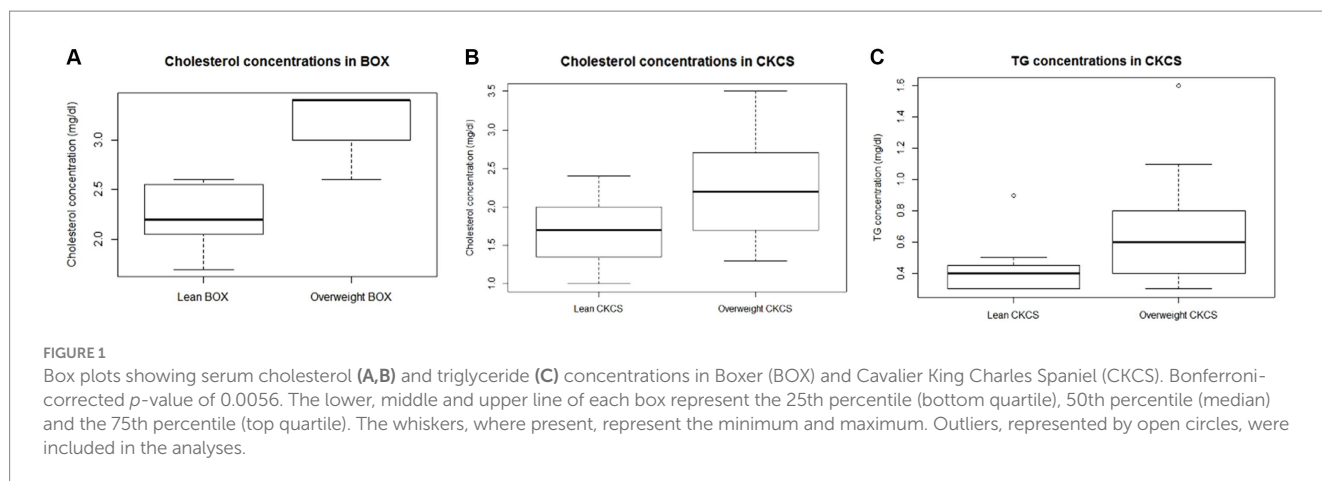 A
Cholesterol concentrations in BOX
Cholesterol concentration (mg/dl)
3.0
2.5
2.0
Lean BOX
Overweight BOX
B
Cholesterol concentrations in CKCS
Cholesterol concentration (mg/dl)
3.5
3.0
2.5
2.0
1.5
1.0
Lean CKCS
Overweight CKCS
C
TG concentrations in CKCS
TG concentration (mg/dl)
1.6
1.4
1.2
1.0
0.8
0.6
0.4
Lean CKCS
Overweight CKCS
FIGURE 1
Box plots showing serum cholesterol (A,B) and triglyceride (C) concentrations in Boxer (BOX) and Cavalier King Charles Spaniel (CKCS). Bonferroni-
corrected p-value of 0.0056. The lower, middle and upper line of each box represent the 25th percentile (bottom quartile), 50th percentile (median)
and the 75th percentile (top quartile). The whiskers, where present, represent the minimum and maximum. Outliers, represented by open circles, were
included in the analyses.